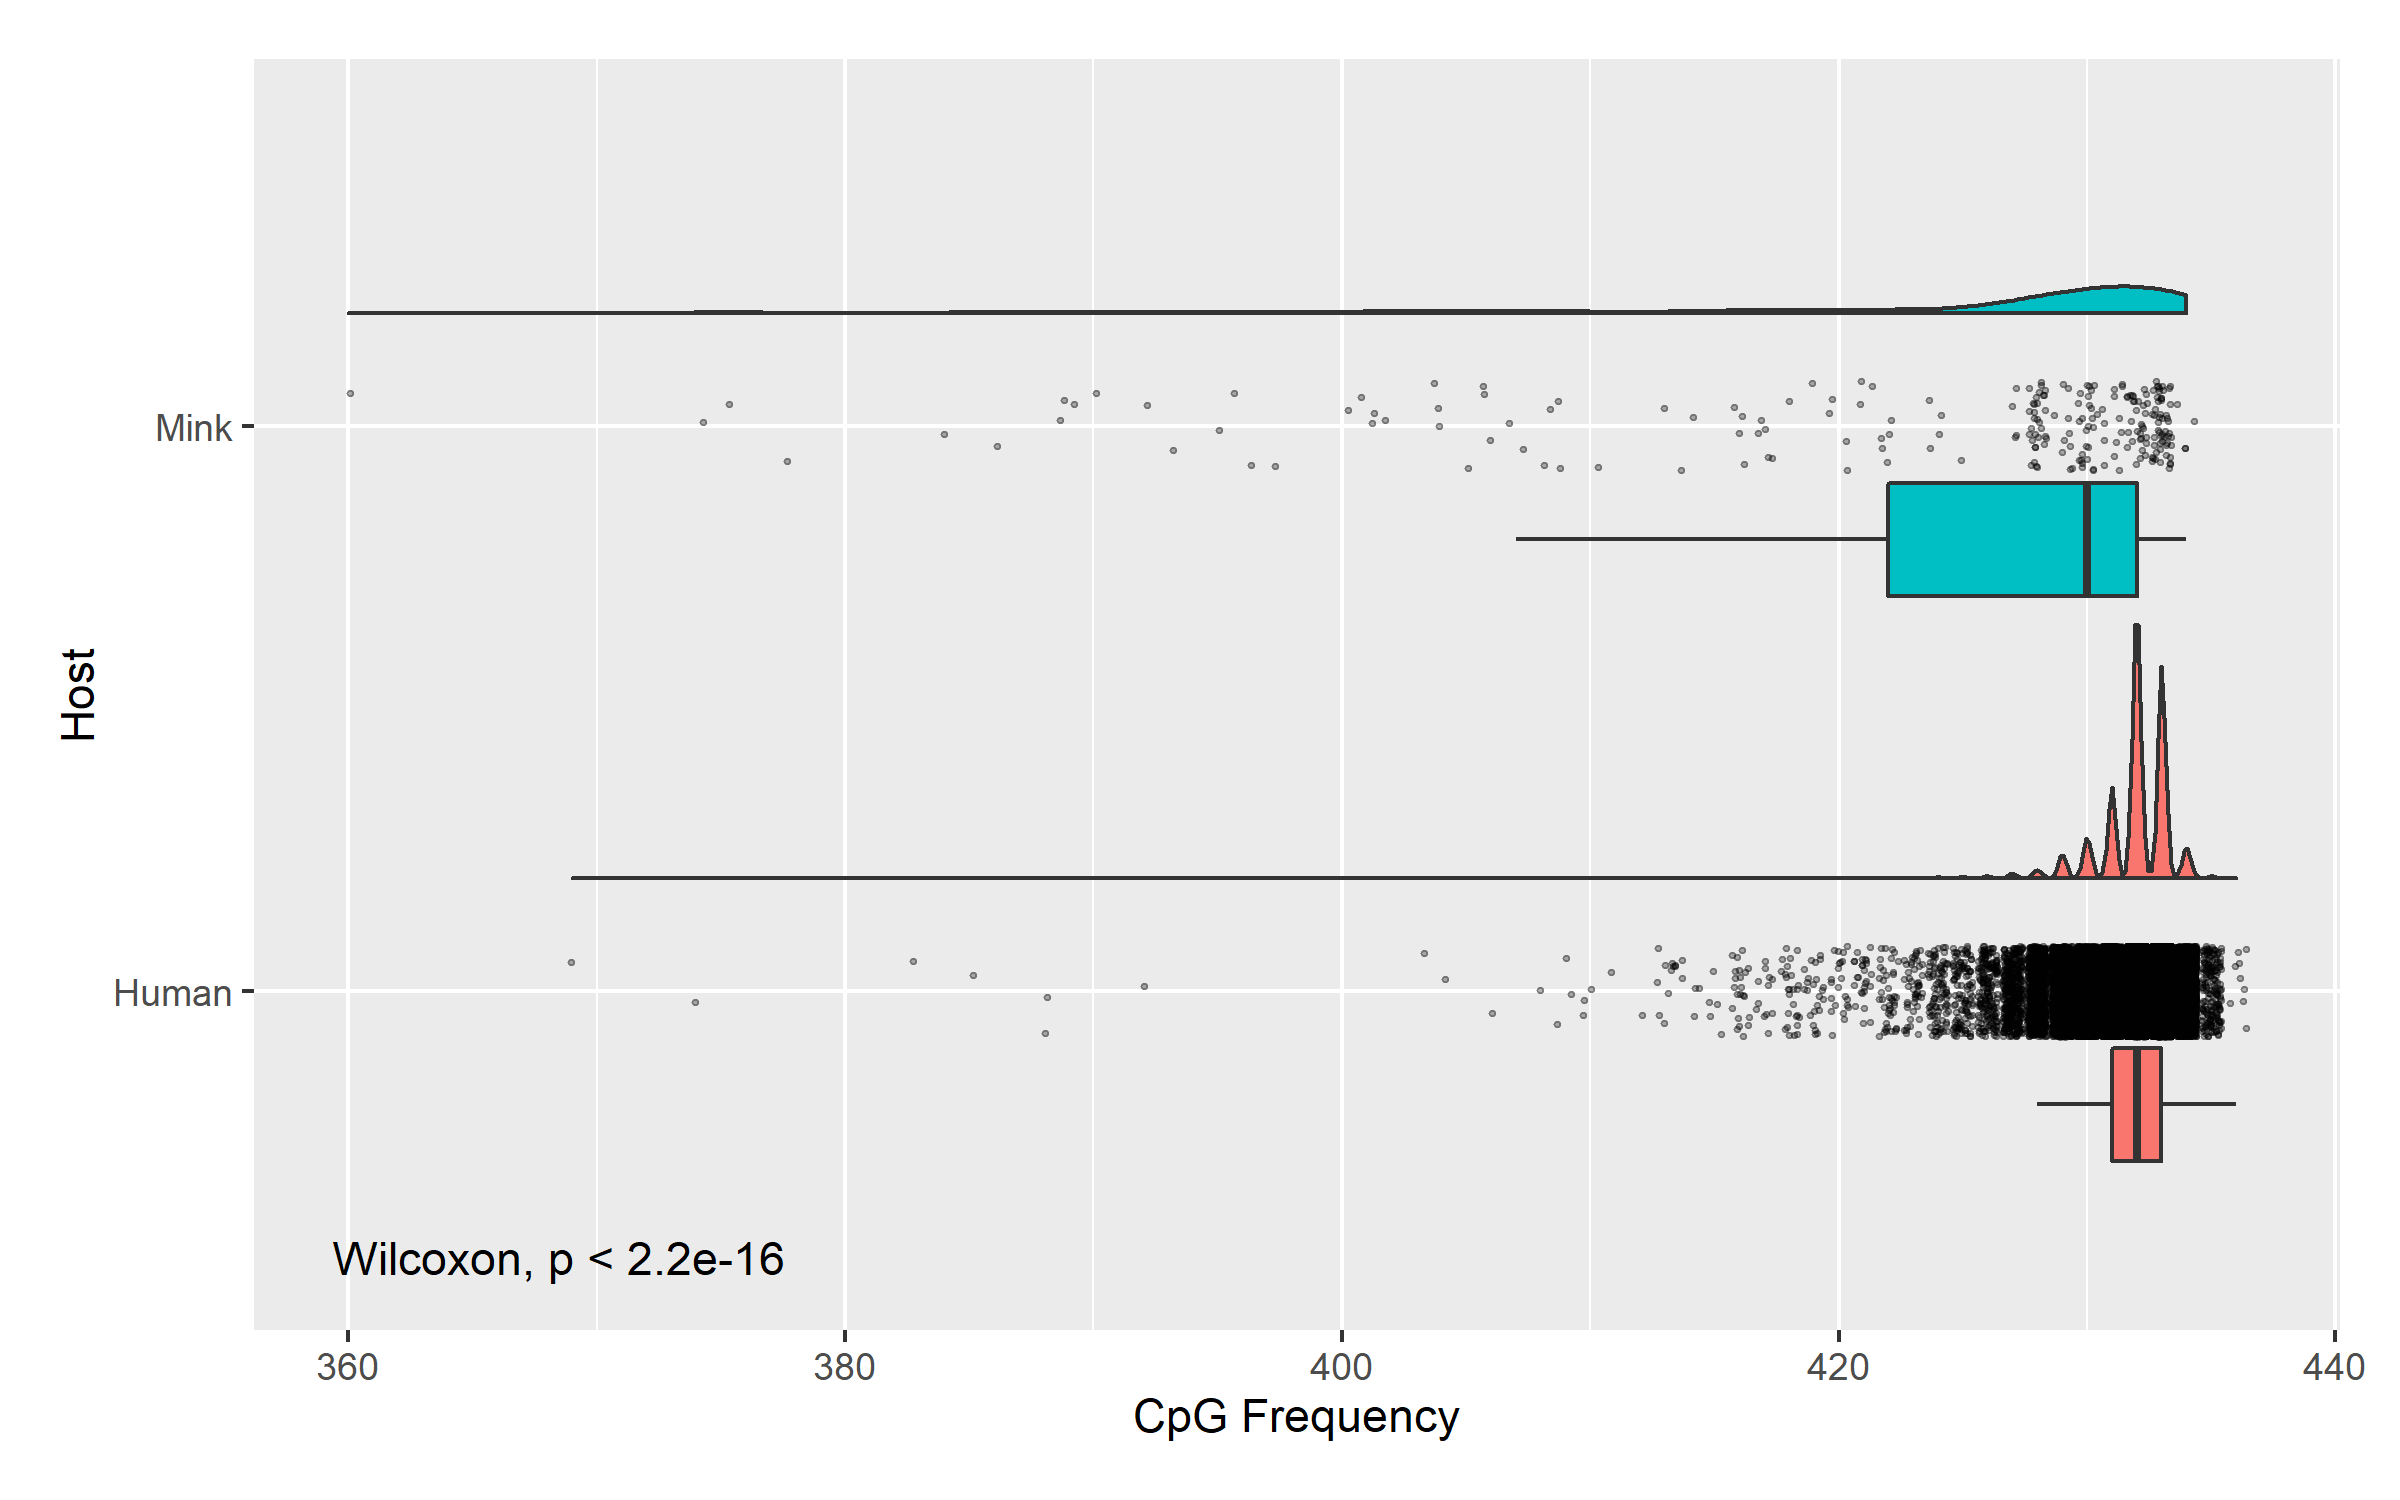 Mink
Host
Human
Wilcoxon, p < 2.2e-16
360 380 400 420 440
CpG Frequency